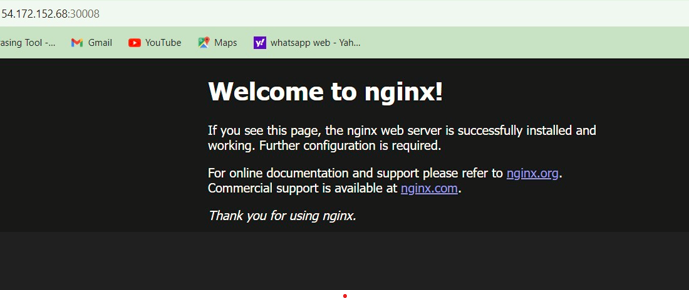 54.172.152.68:30008
rasing Tool -... Gmail YouTube Maps whatsapp web - Yah...
Welcome to nginx!
If you see this page, the nginx web server is successfully installed and
working. Further configuration is required.
For online documentation and support please refer to nginx.org.
Commercial support is available at nginx.com.
Thank you for using nginx.